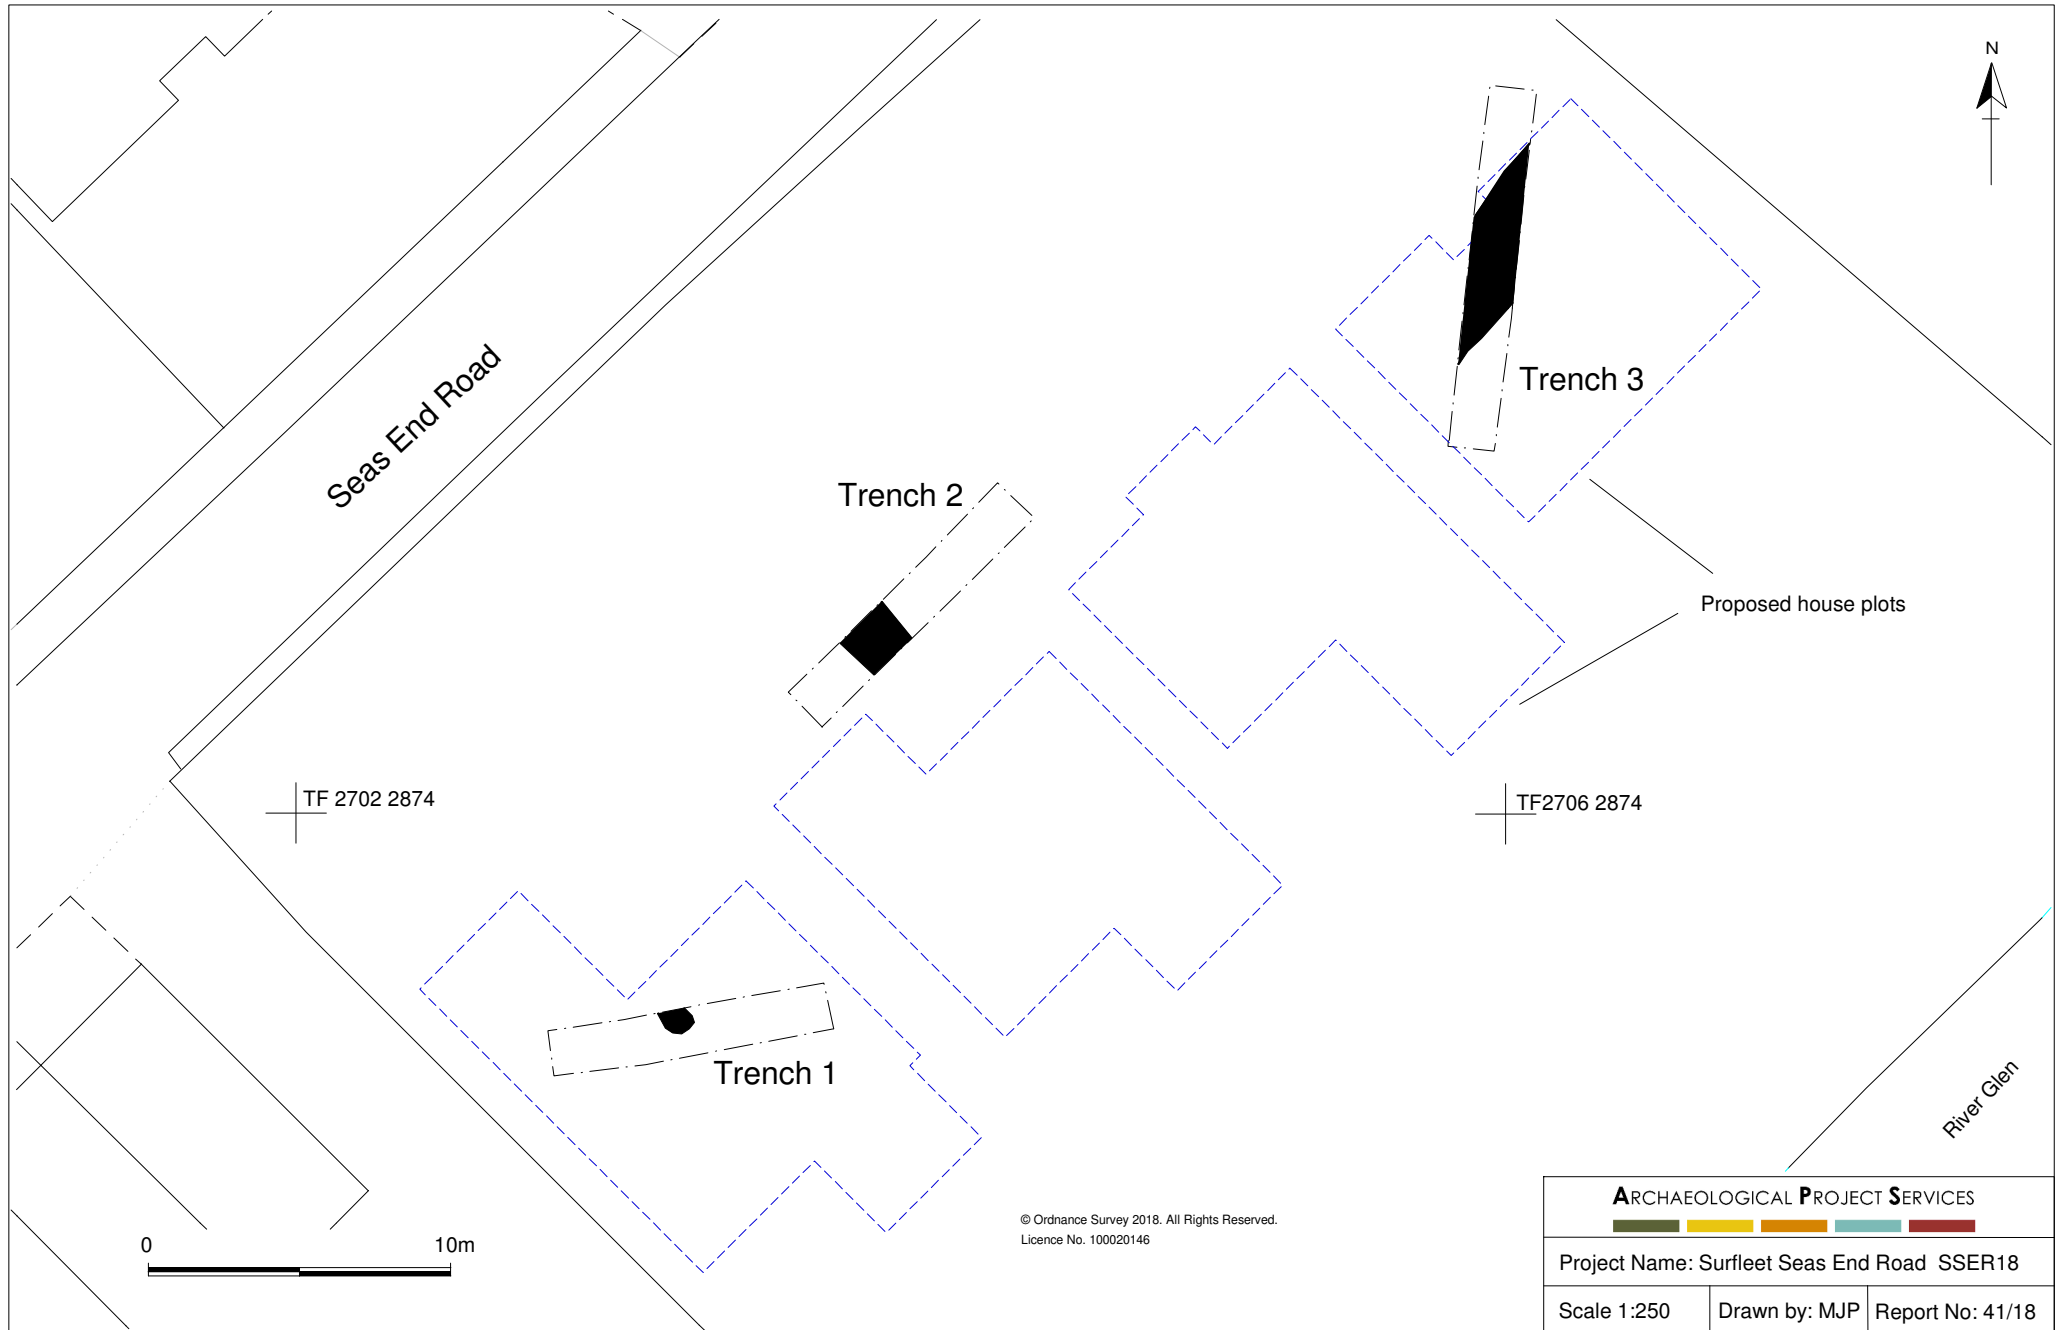 N
Seas End Road
Trench 3
Trench 2
Proposed house plots
TF 2702 2874
TF2706 2874
Trench 1
River Glen
0 10m
© Ordnance Survey 2018. All Rights Reserved.
Licence No. 100020146
ARCHAEOLOGICAL PROJECT SERVICES
Project Name: Surfleet Seas End Road SSER18
Scale 1:250
Drawn by: MJP
Report No: 41/18